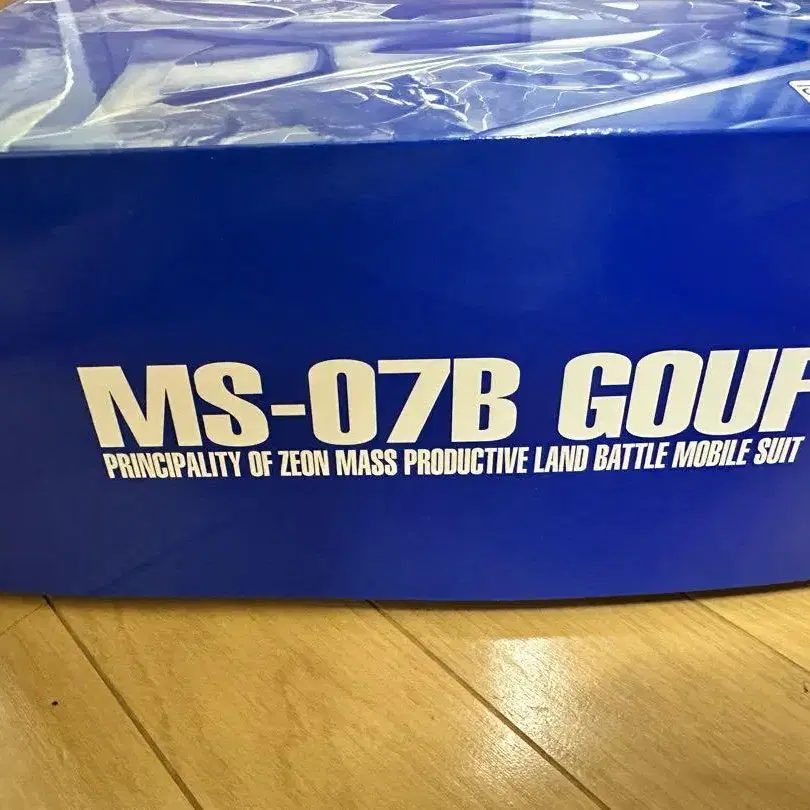 MS-07B GOUF
PRINCIPALITY OF ZEON MASS PRODUCTIVE LAND BATTLE MOBILE SUIT